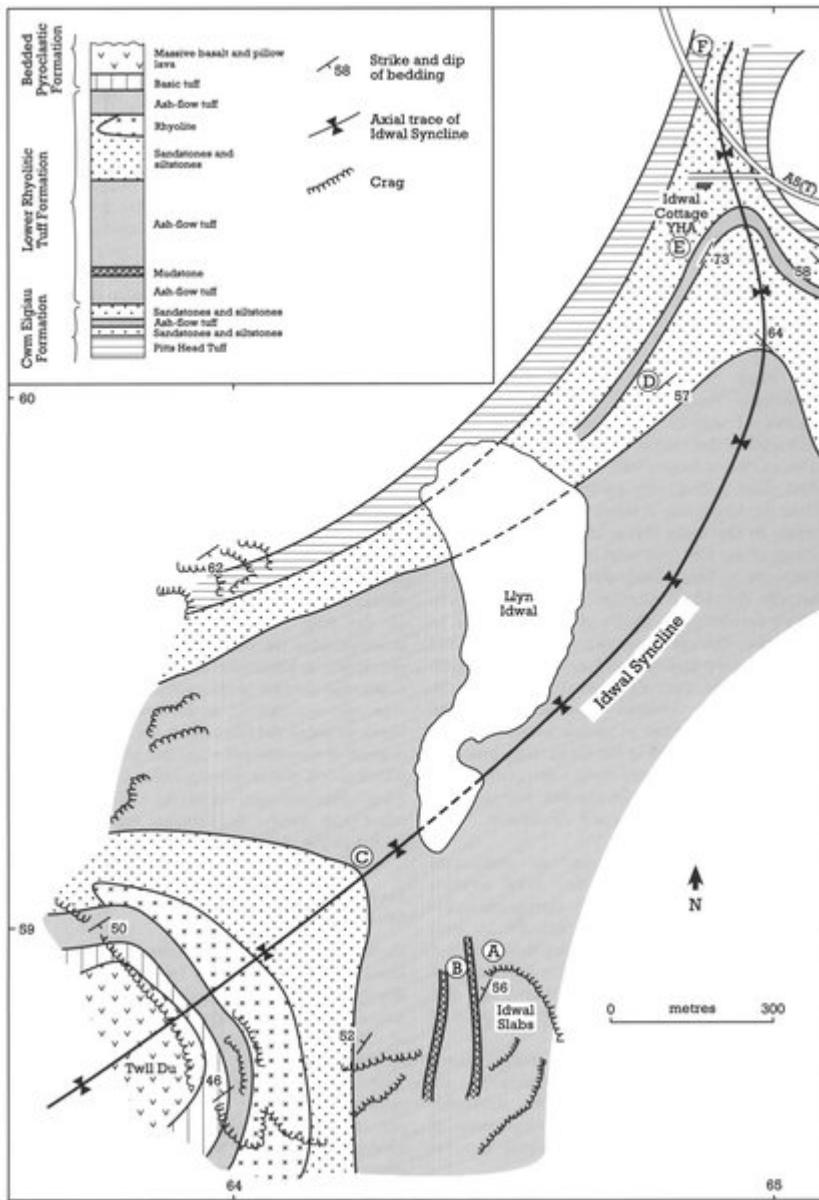 Bedded
Pyroclastic
Formation
Lower Rhyolitic
Tuff Formation
Cwm Eigiau
Formation
Massive basalt and pillow
lava
Basic tuff
Ash-flow tuff
Rhyolite
Sandstones and
siltstones
Ash-flow tuff
Mudstone
Ash-flow tuff
Sandstones and siltstones
Ash-flow tuff
Sandstones and siltstones
Pitts Head Tuff
58
Strike and dip
of bedding
Axial trace of
Idwal Syncline
Crag
F
A5(T)
Idwal
Cottage
YHA
E
73
58
64
60
D
57
62
Llyn
Idwal
Idwal Syncline
C
N
59
50
B
A
56
Idwal
Slabs
0 metres 300
52
Twll Du
46
64
65